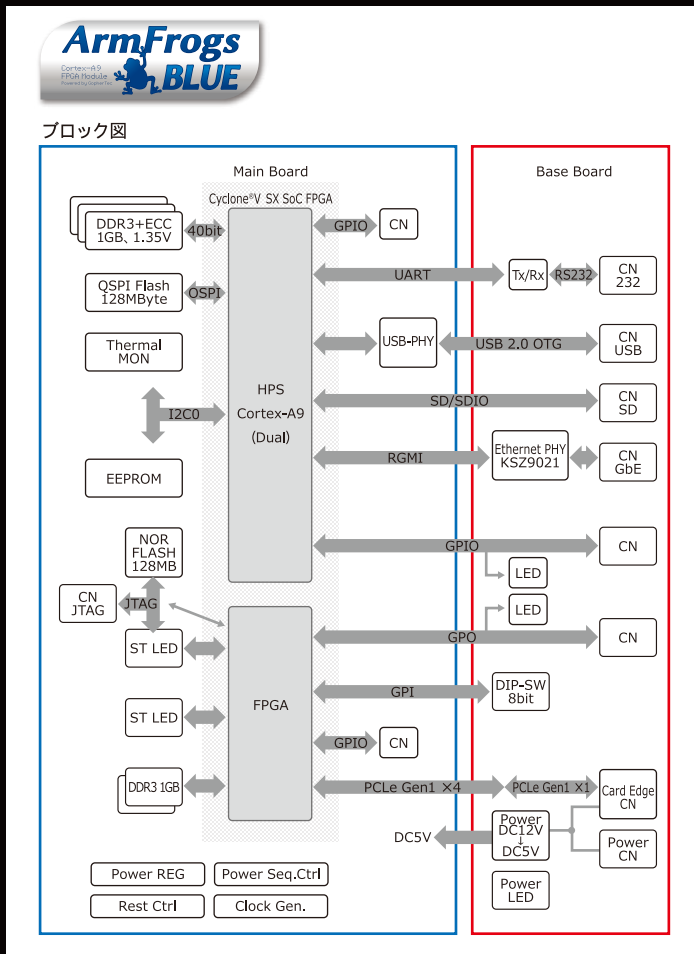 ArmFrogs
BLUE
Cortex-A9
FPGA Module
ブロック図
Main Board
Base Board
Cyclone®V SX SoC FPGA
DDR3+ECC
1GB、1.35V
40bit
GPIO
CN
QSPI Flash
128MByte
QSPI
UART
Tx/Rx
RS232
CN
232
Thermal
MON
USB-PHY
USB 2.0 OTG
CN
USB
HPS
Cortex-A9
(Dual)
I2C0
SD/SDIO
CN
SD
EEPROM
RGMI
Ethernet PHY
KSZ9021
CN
GbE
NOR
FLASH
128MB
GPIO
CN
LED
CN
JTAG
JTAG
LED
ST LED
GPO
CN
FPGA
GPI
DIP-SW
8bit
ST LED
GPIO
CN
DDR3 1GB
PCLe Gen1 ×4
PCLe Gen1 ×1
Card Edge
CN
DC5V
Power
DC12V
↓
DC5V
Power
CN
Power REG
Power Seq.Ctrl
Power
LED
Rest Ctrl
Clock Gen.